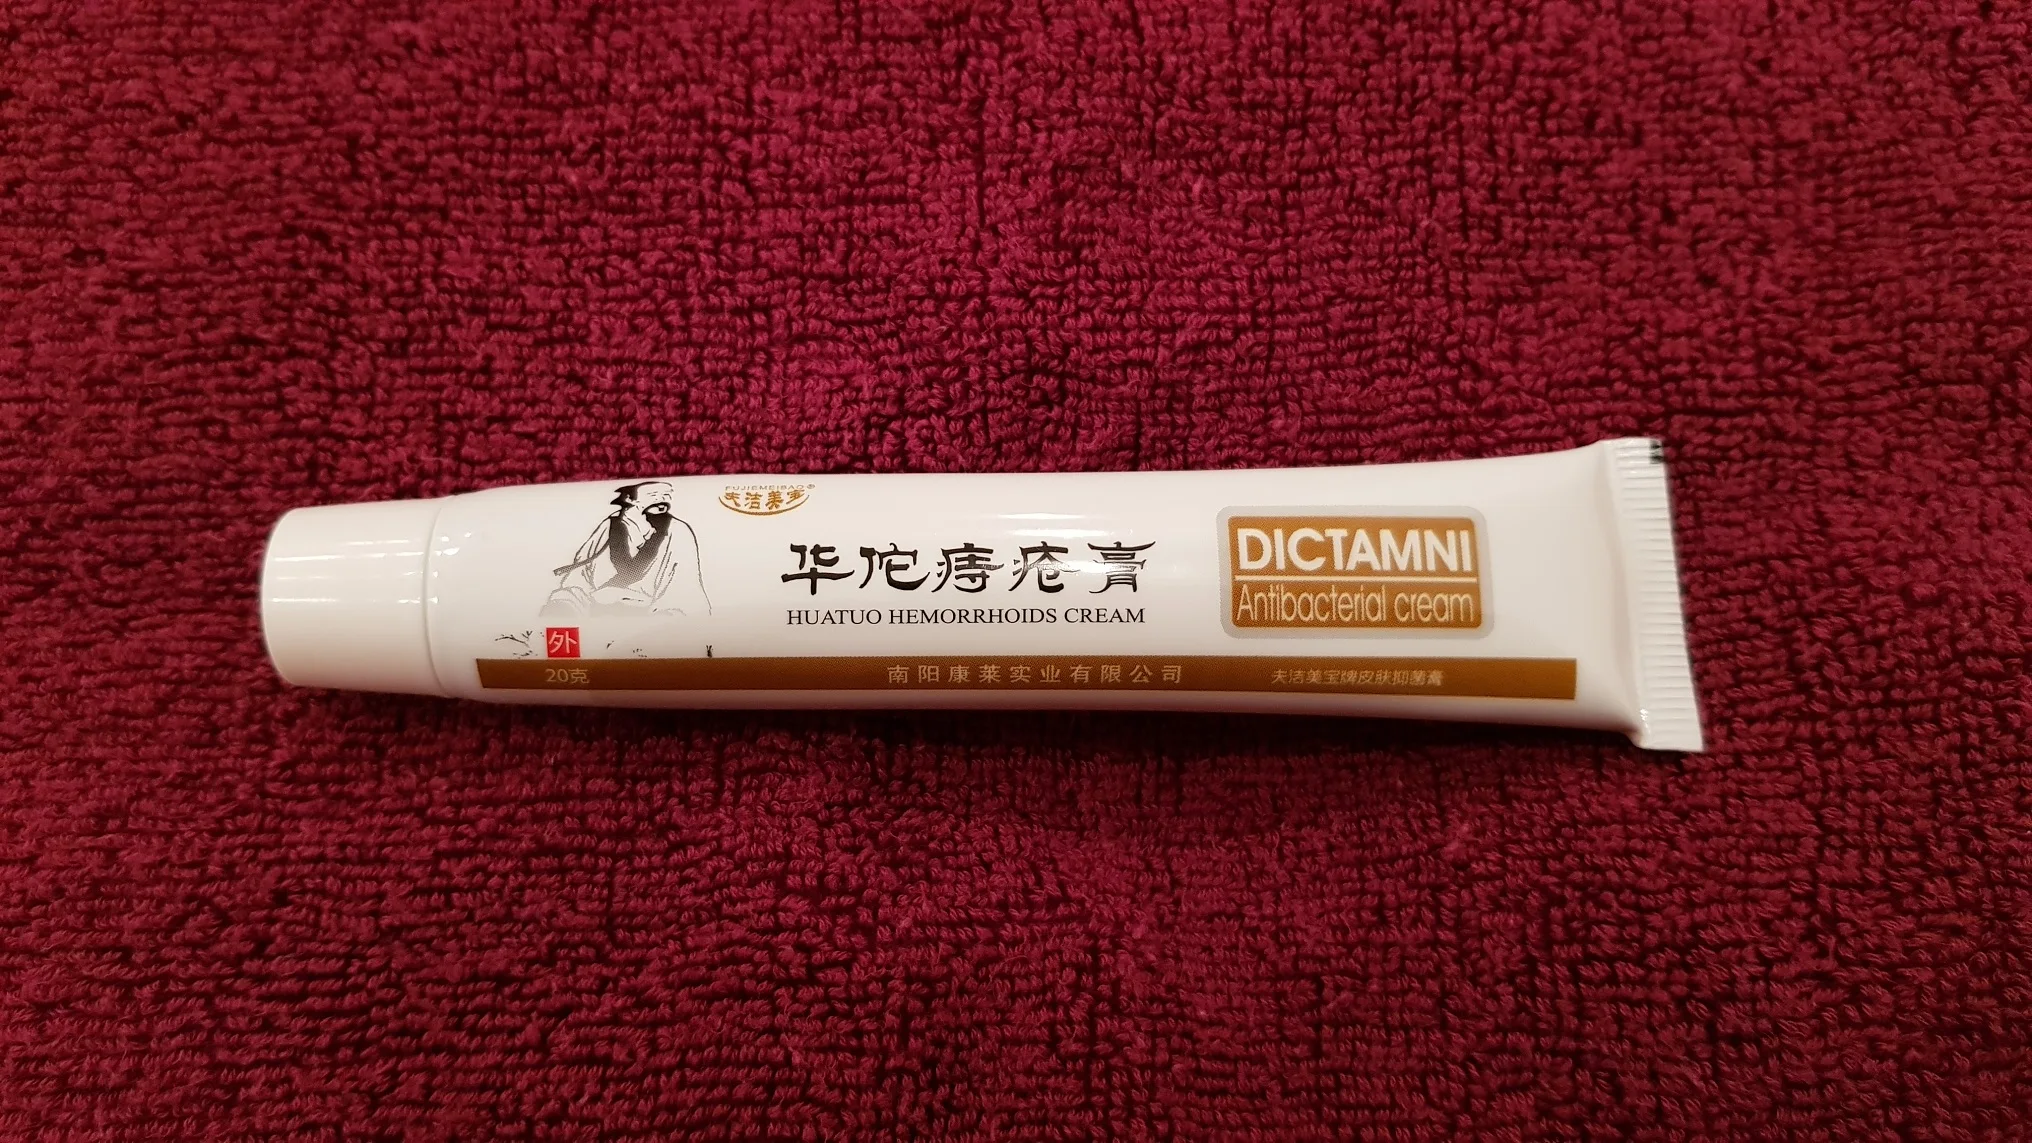 FUJIEMEIBAO®
夫洁美宝
华佗痔疮膏
HUATUO HEMORRHOIDS CREAM
DICTAMNI
Antibacterial cream
外
20克
南阳康莱实业有限公司
夫洁美宝牌皮肤抑菌膏